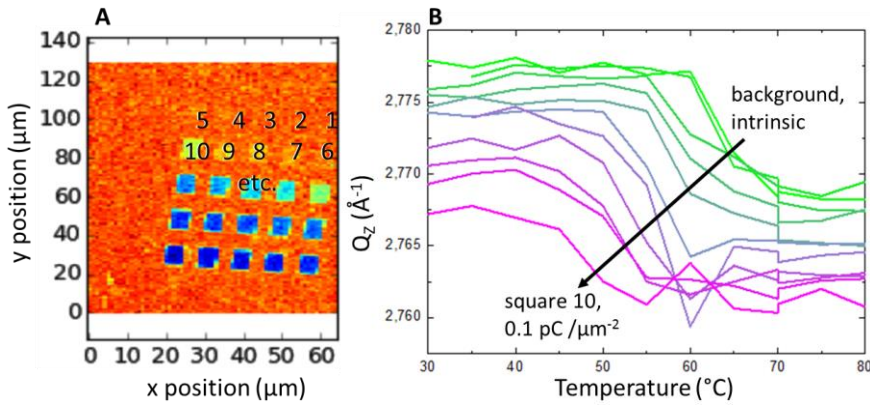 A
140
120
100
80
60
40
20
0
y position (µm)
5 4 3 2 1
10 9 8 7 6
etc.
0 10 20 30 40 50 60
x position (µm)
B
2,780
2,775
2,770
2,765
2,760
Qz (Å⁻¹)
background,
intrinsic
square 10,
0.1 pC /µm⁻²
30 40 50 60 70 80
Temperature (°C)